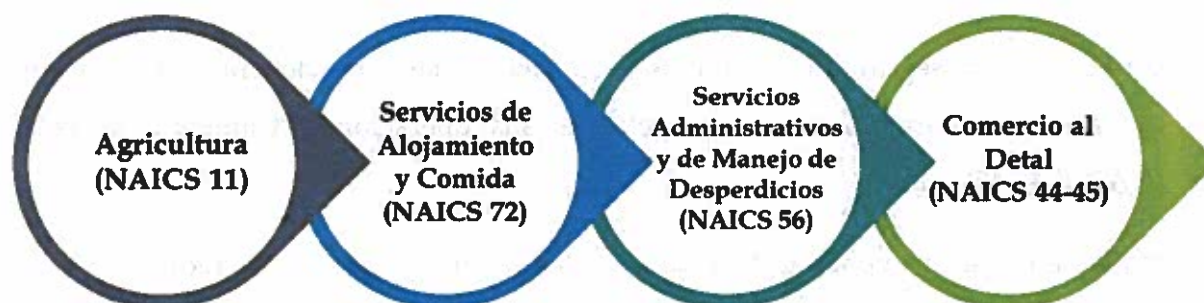 Agricultura
(NAICS 11)
Servicios de
Alojamiento
y Comida
(NAICS 72)
Servicios
Administrativos
y de Manejo de
Desperdicios
(NAICS 56)
Comercio al
Detal
(NAICS 44-45)